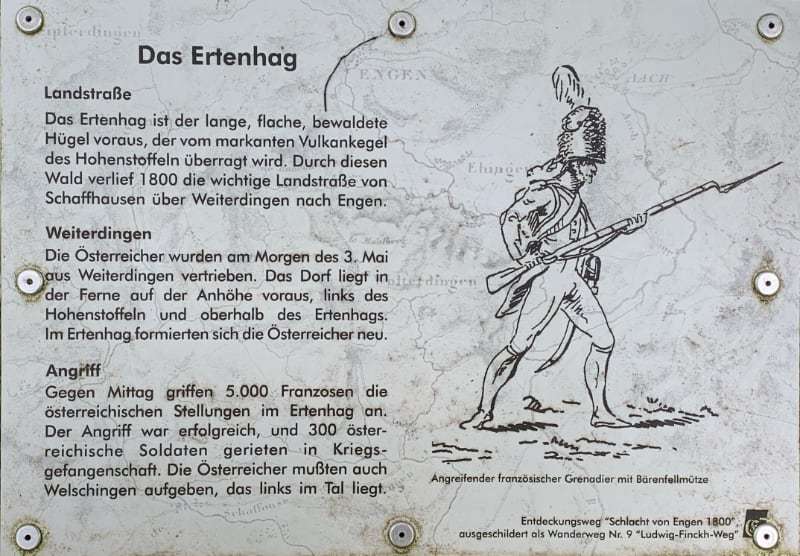 Das Ertenhag
Landstraße
Das Ertenhag ist der lange, flache, bewaldete
Hügel voraus, der vom markanten Vulkankegel
des Hohenstoffeln überragt wird. Durch diesen
Wald verlief 1800 die wichtige Landstraße von
Schaffhausen über Weiterdingen nach Engen.
Weiterdingen
Die Österreicher wurden am Morgen des 3. Mai
aus Weiterdingen vertrieben. Das Dorf liegt in
der Ferne auf der Anhöhe voraus, links des
Hohenstoffeln und oberhalb des Ertenhags.
Im Ertenhag formierten sich die Österreicher neu.
Angriff
Gegen Mittag griffen 5.000 Franzosen die
österreichischen Stellungen im Ertenhag an.
Der Angriff war erfolgreich, und 300 öster-
reichische Soldaten gerieten in Kriegs-
gefangenschaft. Die Österreicher mußten auch
Welschingen aufgeben, das links im Tal liegt.
ENGEN
AACH
Ehingen
Angreifender französischer Grenadier mit Bärenfellmütze
Entdeckungsweg "Schlacht von Engen 1800",
ausgeschildert als Wanderweg Nr. 9 "Ludwig-Finckh-Weg"